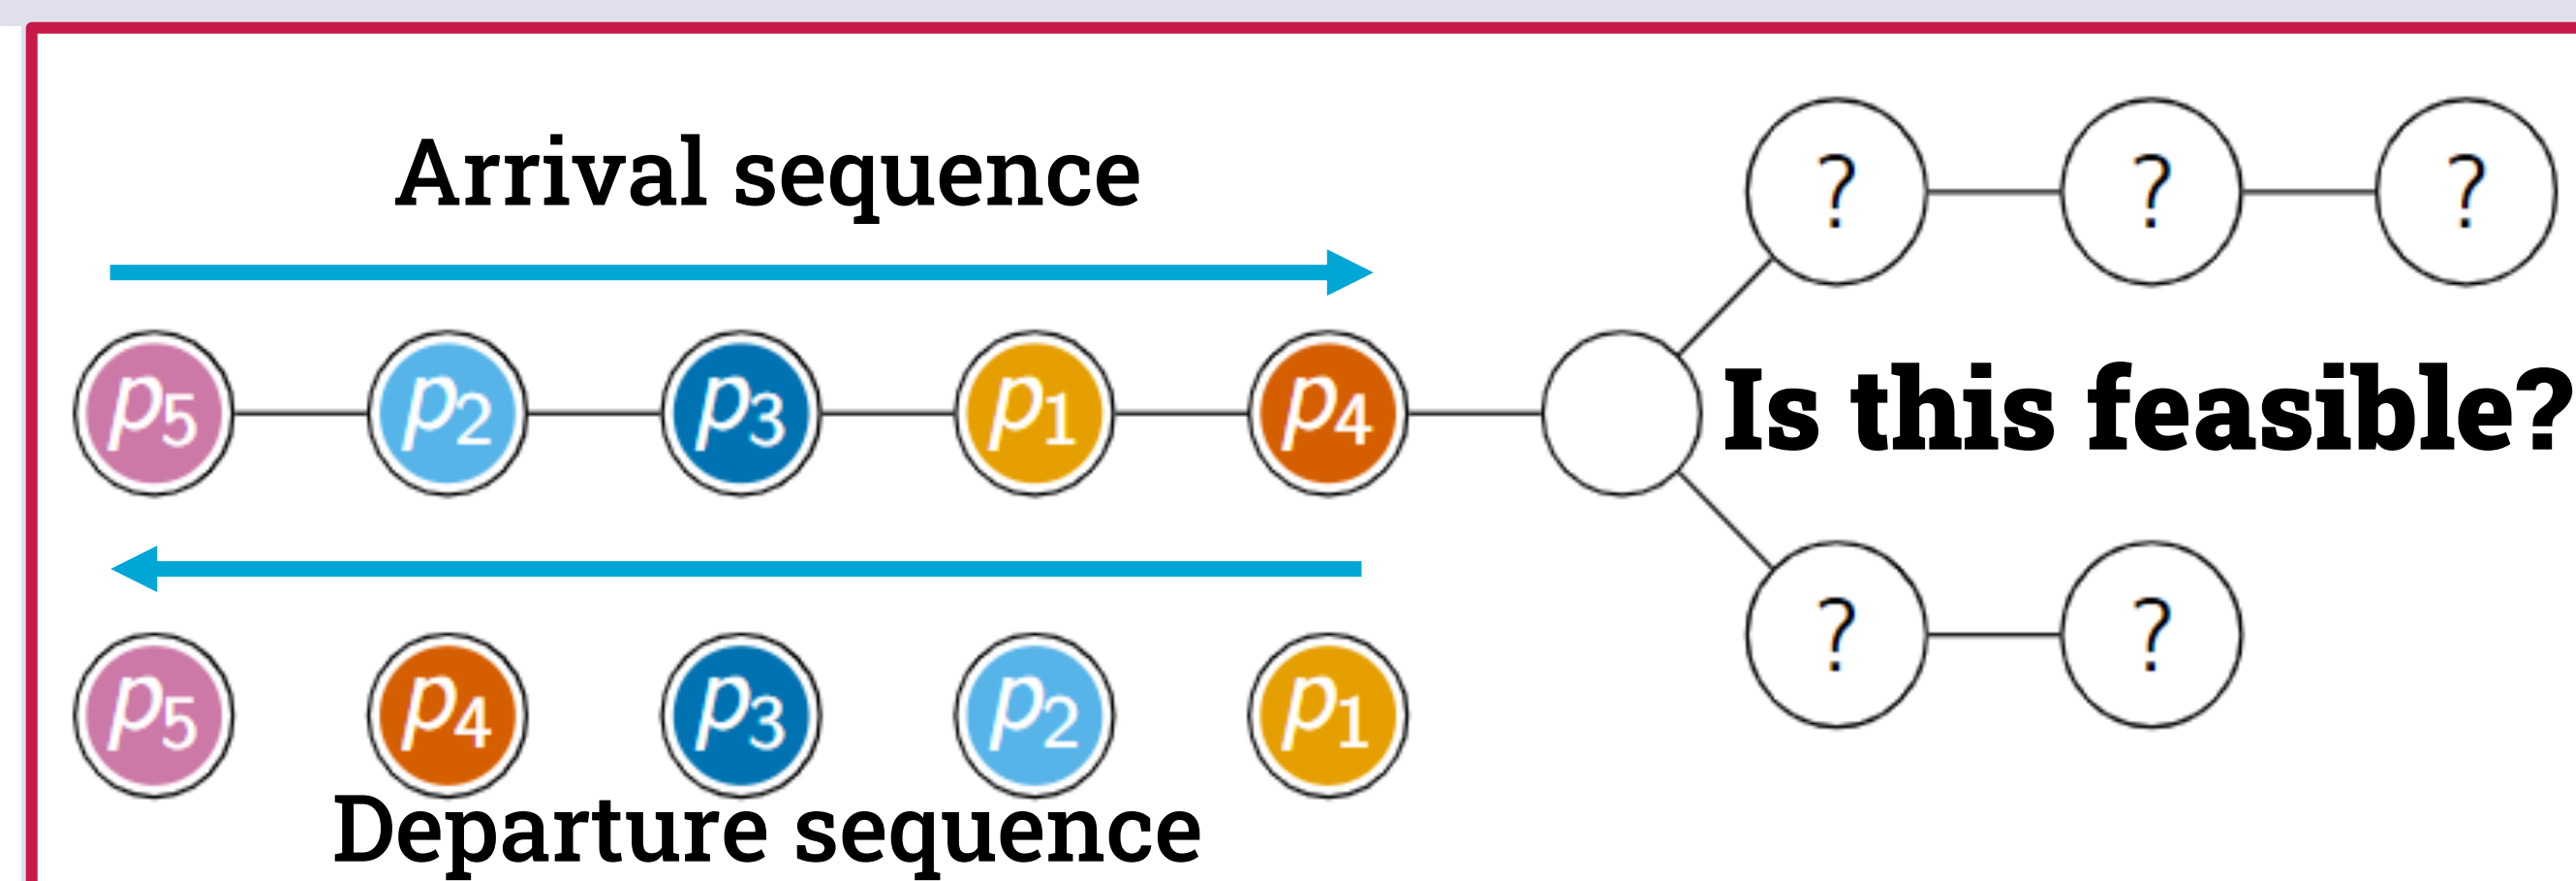 Arrival sequence
? ? ?
p5 p2 p3 p1 p4
Is this feasible?
? ?
p5 p4 p3 p2 p1
Departure sequence